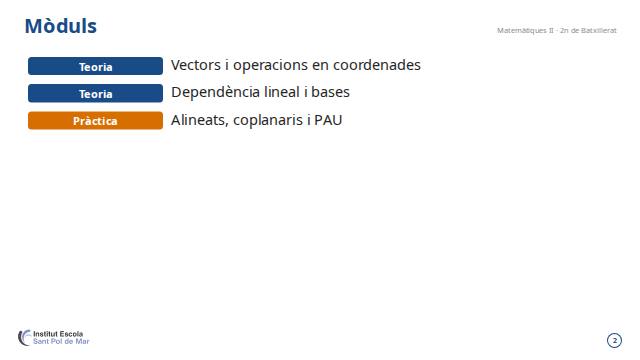 Mòduls
Matemàtiques II · 2n de Batxillerat
Teoria Vectors i operacions en coordenades
Teoria Dependència lineal i bases
Pràctica Alineats, coplanaris i PAU
Institut Escola
Sant Pol de Mar
2